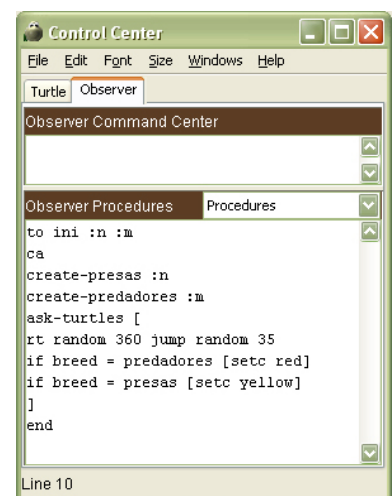 Control Center
File Edit Font Size Windows Help
Turtle Observer
Observer Command Center
Observer Procedures Procedures
to ini :n :m
ca
create-presas :n
create-predadores :m
ask-turtles [
rt random 360 jump random 35
if breed = predadores [setc red]
if breed = presas [setc yellow]
]
end
Line 10